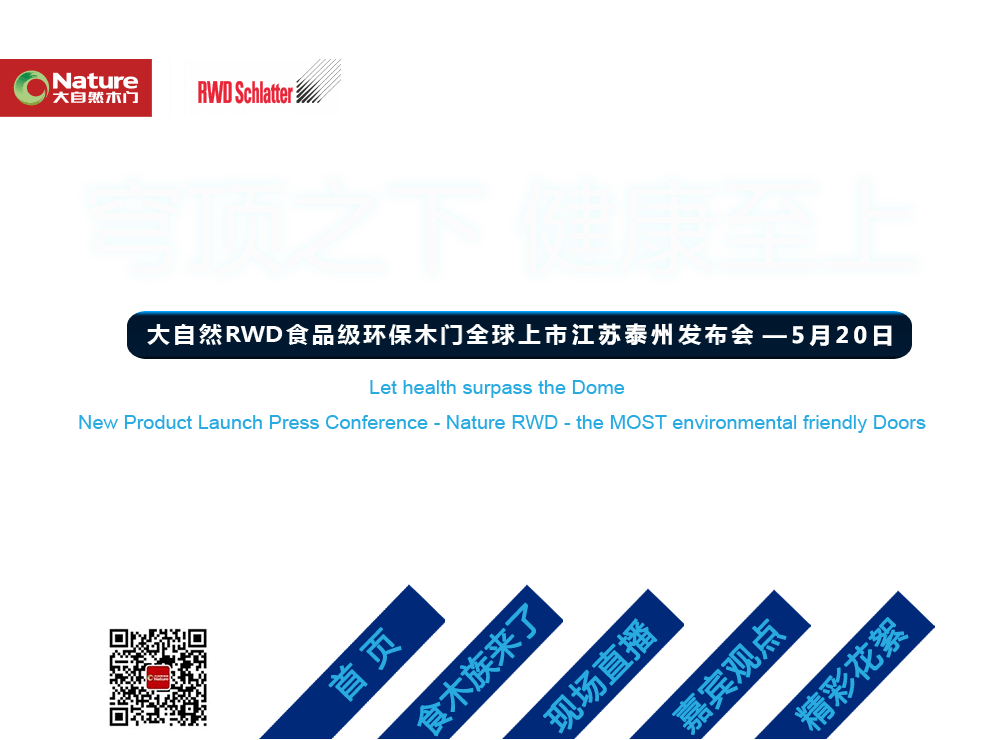 Nature
大自然木门
RWD Schlatter
穹顶之下 健康至上
大自然RWD食品级环保木门全球上市江苏泰州发布会 —5月20日
Let health surpass the Dome
New Product Launch Press Conference - Nature RWD - the MOST environmental friendly Doors
首 页
食木族来了
现场直播
嘉宾观点
精彩花絮
Nature